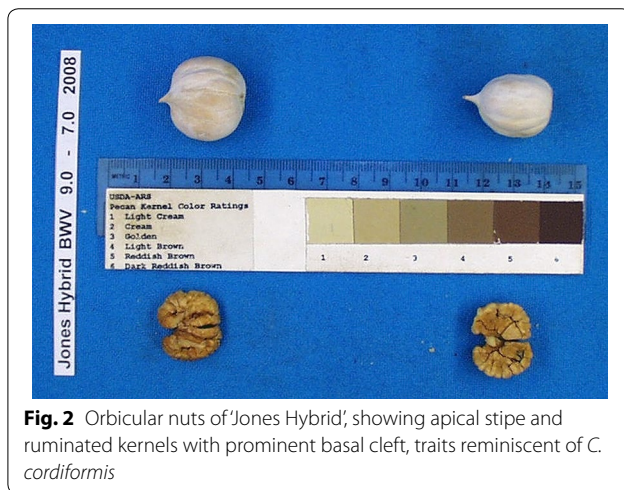 Jones Hybrid BWV 9.0 - 7.0 2008
METRIC 1 2 3 4 5 6 7 8 9 10 11 12 13 14 15
USDA-ARS
Pecan Kernel Color Ratings
1 Light Cream
2 Cream
3 Golden
4 Light Brown
5 Reddish Brown
6 Dark Reddish Brown
1 2 3 4 5 6
Fig. 2 Orbicular nuts of 'Jones Hybrid', showing apical stipe and
ruminated kernels with prominent basal cleft, traits reminiscent of C.
cordiformis